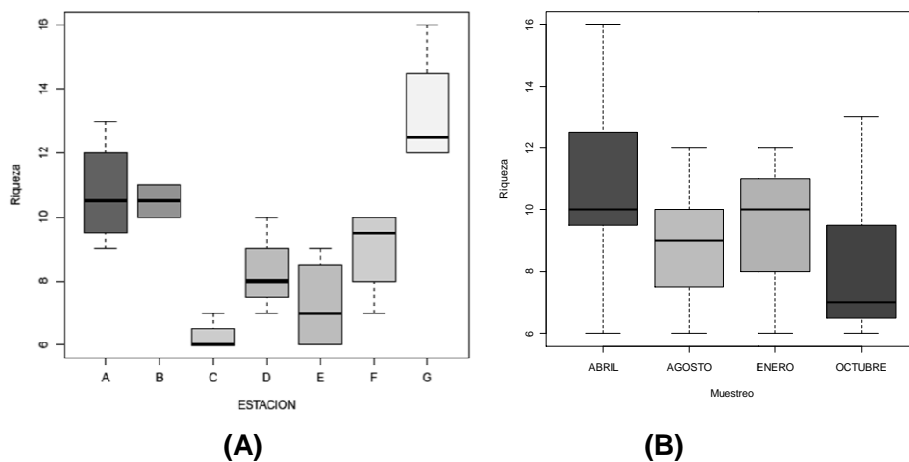 Riqueza
16
14
12
10
8
6
A B C D E F G
ESTACION
(A)
Riqueza
16
14
12
10
8
6
ABRIL AGOSTO ENERO OCTUBRE
Muestreo
(B)